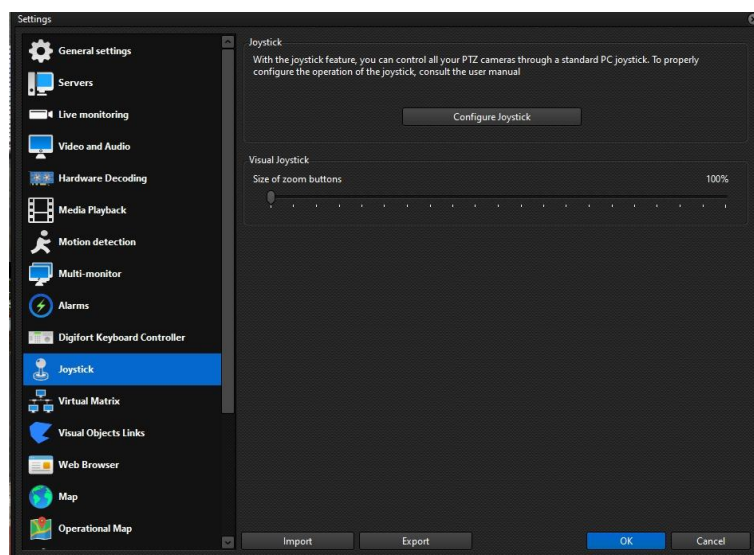 Settings
General settings
Servers
Live monitoring
Video and Audio
Hardware Decoding
Media Playback
Motion detection
Multi-monitor
Alarms
Digifort Keyboard Controller
Joystick
Virtual Matrix
Visual Objects Links
Web Browser
Map
Operational Map
Joystick
With the joystick feature, you can control all your PTZ cameras through a standard PC joystick. To properly
configure the operation of the joystick, consult the user manual
Configure Joystick
Visual Joystick
Size of zoom buttons 100%
Import Export OK Cancel